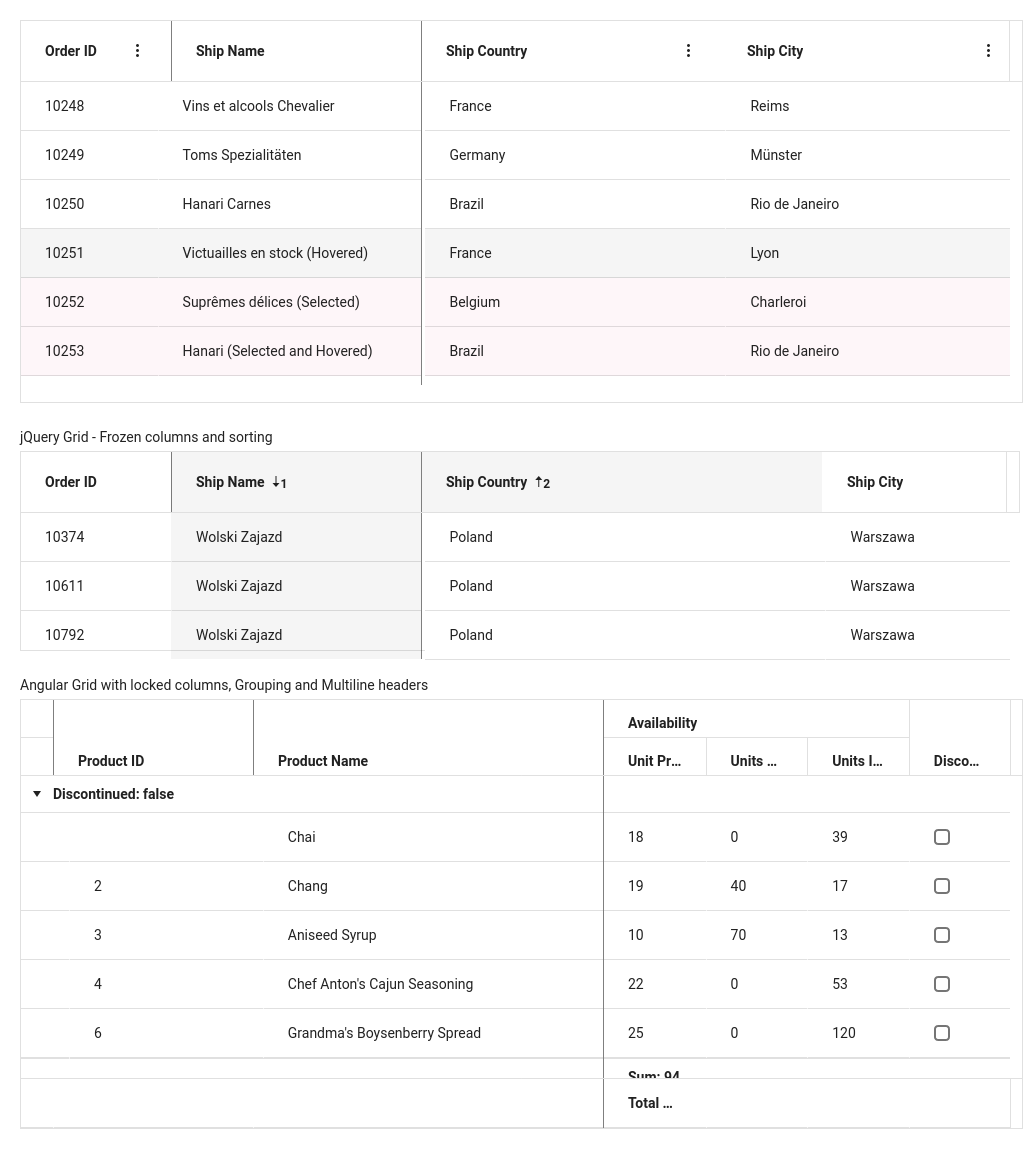 Order ID Ship Name Ship Country Ship City
10248 Vins et alcools Chevalier France Reims
10249 Toms Spezialitäten Germany Münster
10250 Hanari Carnes Brazil Rio de Janeiro
10251 Victuailles en stock (Hovered) France Lyon
10252 Suprêmes délices (Selected) Belgium Charleroi
10253 Hanari (Selected and Hovered) Brazil Rio de Janeiro
jQuery Grid - Frozen columns and sorting
Order ID Ship Name ↓1 Ship Country ↑2 Ship City
10374 Wolski Zajazd Poland Warszawa
10611 Wolski Zajazd Poland Warszawa
10792 Wolski Zajazd Poland Warszawa
Angular Grid with locked columns, Grouping and Multiline headers
Availability
Product ID Product Name Unit Pr... Units ... Units I... Disco...
Discontinued: false
Chai 18 0 39
2 Chang 19 40 17
3 Aniseed Syrup 10 70 13
4 Chef Anton's Cajun Seasoning 22 0 53
6 Grandma's Boysenberry Spread 25 0 120
Sum: 94
Total ...